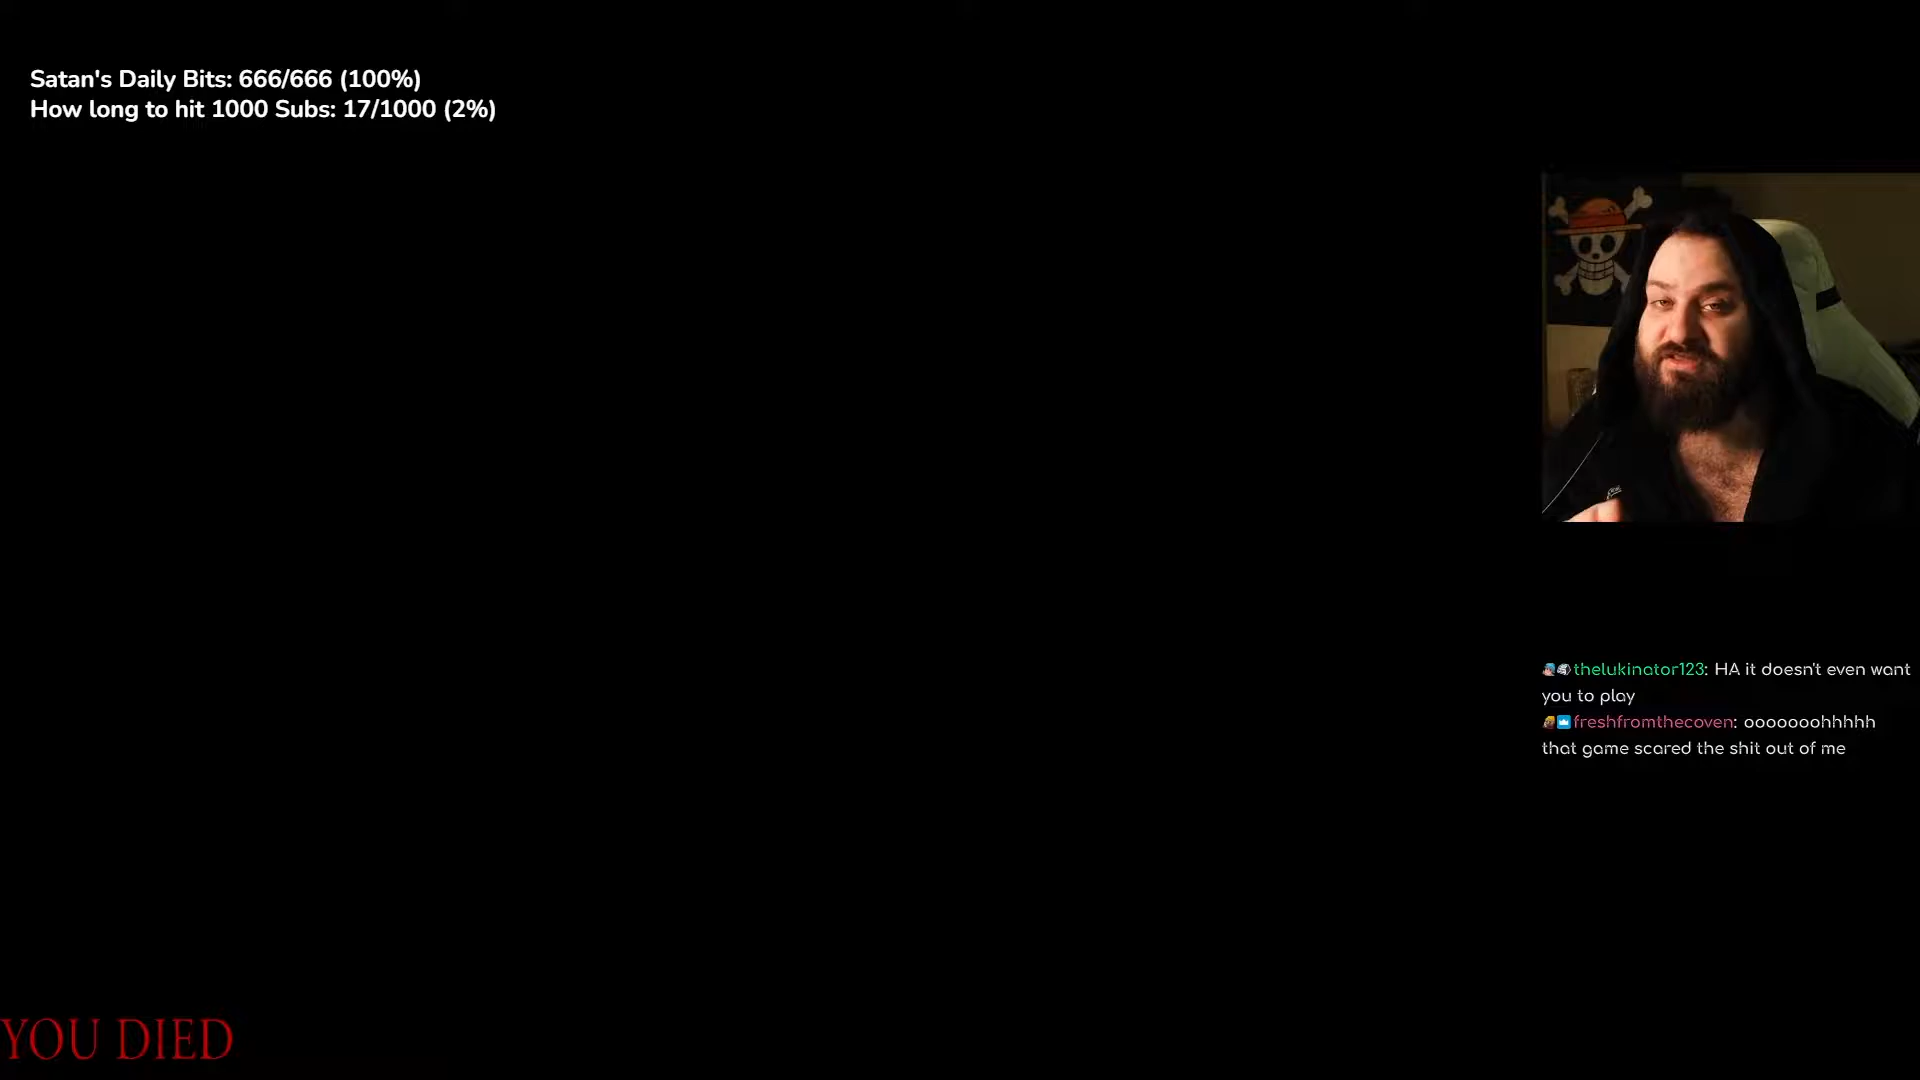 Satan's Daily Bits: 666/666 (100%)
How long to hit 1000 Subs: 17/1000 (2%)
thelukinator123: HA it doesn't even want
you to play
freshfromthecoven: ooooooohhhhh
that game scared the shit out of me
YOU DIED